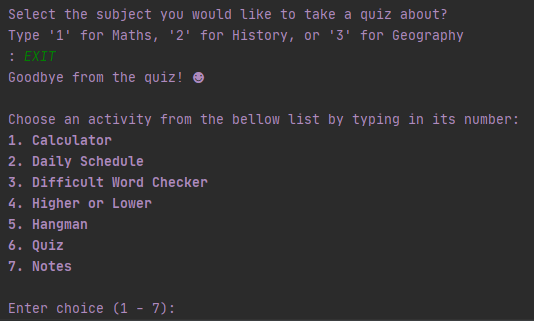 Select the subject you would like to take a quiz about?
Type '1' for Maths, '2' for History, or '3' for Geography
: EXIT
Goodbye from the quiz! ☻
Choose an activity from the bellow list by typing in its number:
1. Calculator
2. Daily Schedule
3. Difficult Word Checker
4. Higher or Lower
5. Hangman
6. Quiz
7. Notes
Enter choice (1 - 7):